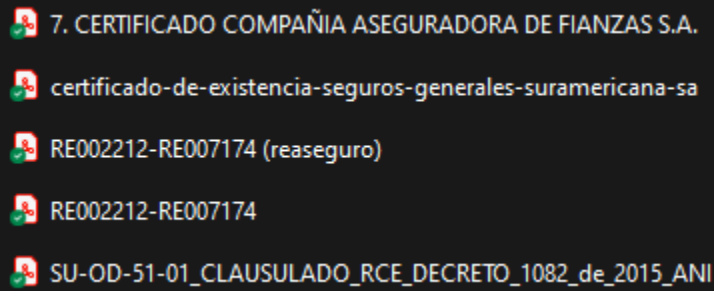 7. CERTIFICADO COMPAÑIA ASEGURADORA DE FIANZAS S.A.
certificado-de-existencia-seguros-generales-suramericana-sa
RE002212-RE007174 (reaseguro)
RE002212-RE007174
SU-OD-51-01_CLAUSULADO_RCE_DECRETO_1082_de_2015_ANI